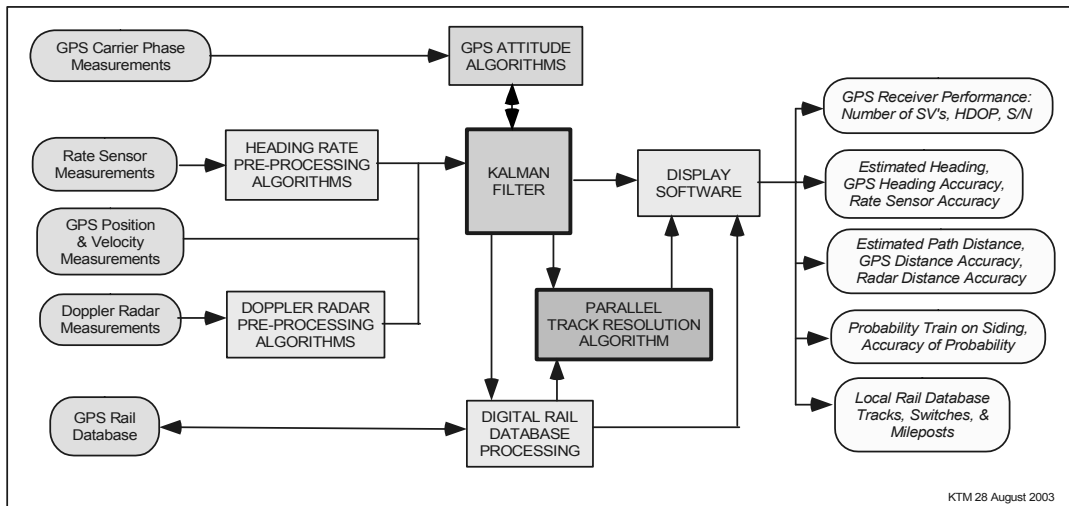 GPS Carrier Phase
Measurements
GPS ATTITUDE
ALGORITHMS
GPS Receiver Performance:
Number of SV's, HDOP, S/N
Rate Sensor
Measurements
HEADING RATE
PRE-PROCESSING
ALGORITHMS
KALMAN
FILTER
DISPLAY
SOFTWARE
Estimated Heading,
GPS Heading Accuracy,
Rate Sensor Accuracy
GPS Position
& Velocity
Measurements
Estimated Path Distance,
GPS Distance Accuracy,
Radar Distance Accuracy
Doppler Radar
Measurements
DOPPLER RADAR
PRE-PROCESSING
ALGORITHMS
PARALLEL
TRACK RESOLUTION
ALGORITHM
Probability Train on Siding,
Accuracy of Probability
GPS Rail
Database
DIGITAL RAIL
DATABASE
PROCESSING
Local Rail Database
Tracks, Switches, &
Mileposts
KTM 28 August 2003